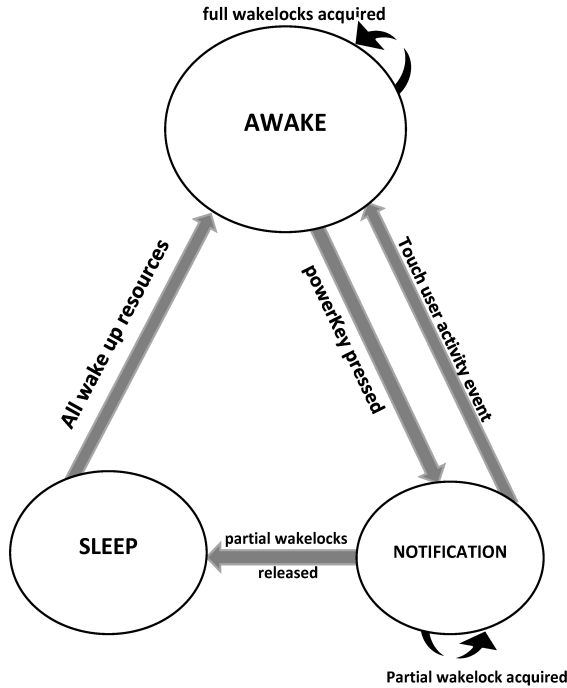 full wakelocks acquired
AWAKE
All wake up resources
powerKey pressed
Touch user activity event
SLEEP
partial wakelocks
released
NOTIFICATION
Partial wakelock acquired